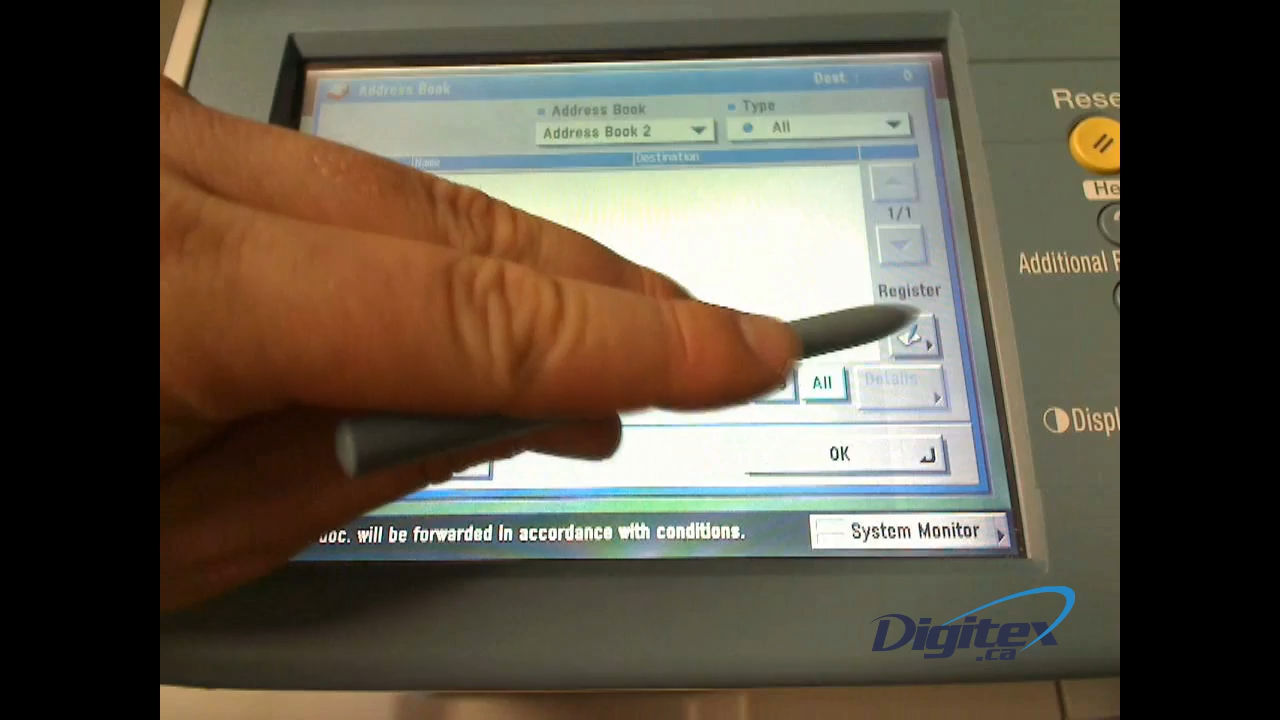 Address Book
Dest. : 0
Address Book
Type
Address Book 2
All
Name
Destination
1/1
Register
All
Details
OK
doc. will be forwarded in accordance with conditions.
System Monitor
Rese
He
Additional F
Displ
Digitex
.ca